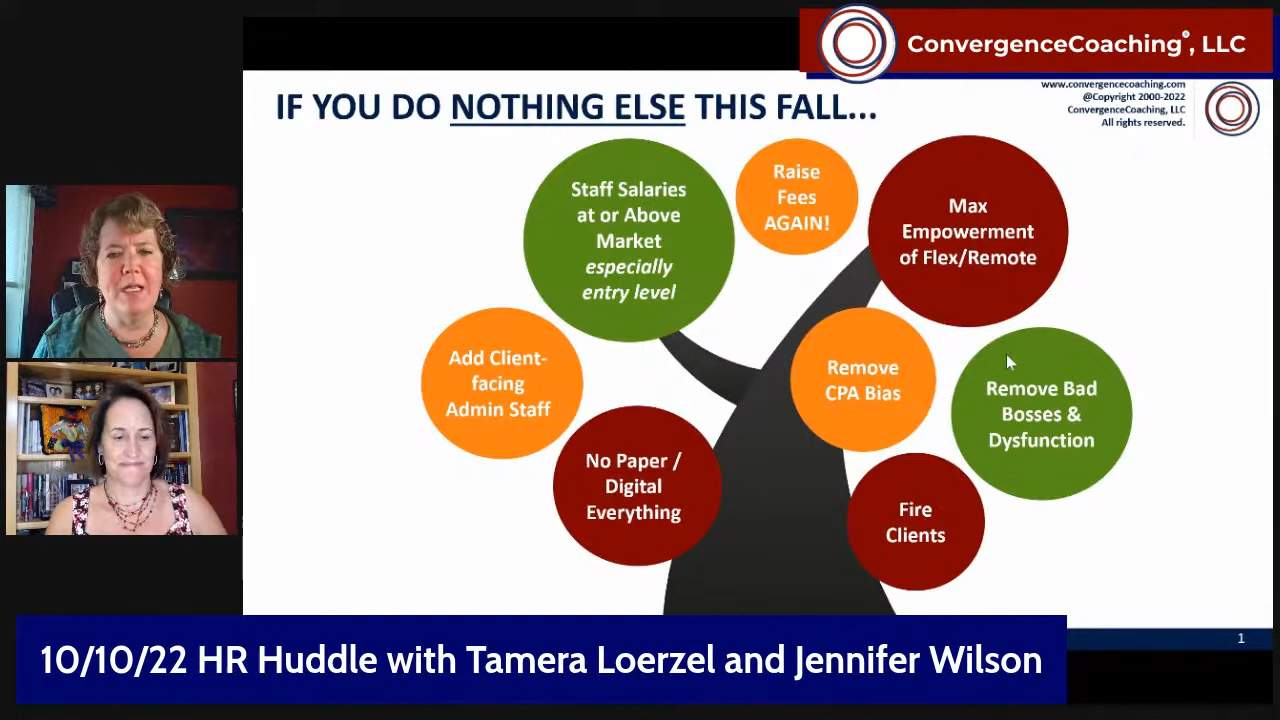 ConvergenceCoaching®, LLC
www.convergencecoaching.com
@Copyright 2000-2022
ConvergenceCoaching, LLC
All rights reserved.
IF YOU DO NOTHING ELSE THIS FALL...
Staff Salaries
at or Above
Market
especially
entry level
Raise
Fees
AGAIN!
Max
Empowerment
of Flex/Remote
Add Client-
facing
Admin Staff
Remove
CPA Bias
Remove Bad
Bosses &
Dysfunction
No Paper /
Digital
Everything
Fire
Clients
1
10/10/22 HR Huddle with Tamera Loerzel and Jennifer Wilson